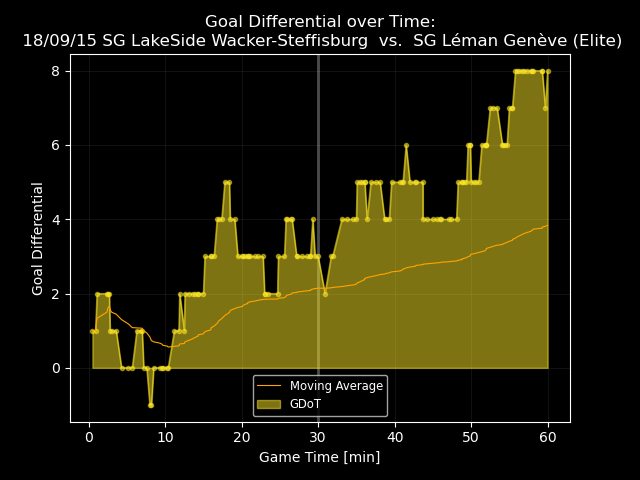 Goal Differential over Time:
18/09/15 SG LakeSide Wacker-Steffisburg  vs.  SG Léman Genève (Elite)
8
6
4
2
0
Goal Differential
Moving Average
GDoT
0 10 20 30 40 50 60
Game Time [min]